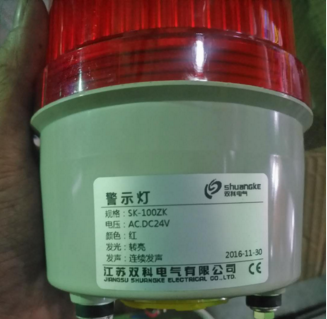 警示灯
shuangke
双科电气
规格：SK-100ZK
电压：AC.DC24V
颜色：红
发光：转亮
发声：连续发声
2016-11-30
江苏双科电气有限公司
JIANGSU SHUANGKE ELECTRICAL CO.,LTD
CE